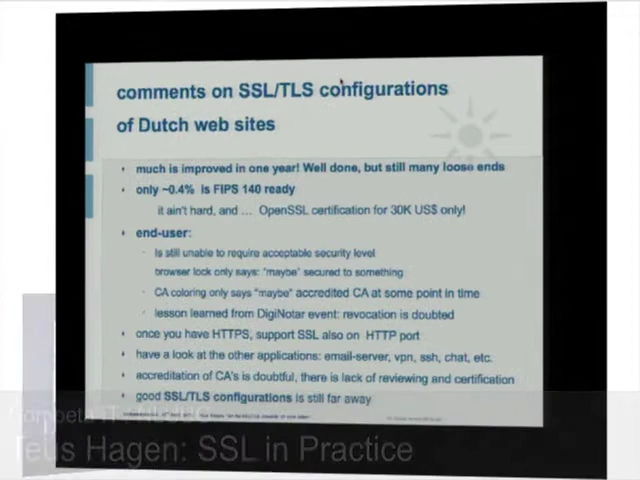 comments on SSL/TLS configurations
of Dutch web sites
much is improved in one year! Well done, but still many loose ends
only ~0.4% is FIPS 140 ready
it ain't hard, and … OpenSSL certification for 30K US$ only!
end-user:
Is still unable to require acceptable security level
browser lock only says: "maybe" secured to something
CA coloring only says "maybe" accredited CA at some point in time
lesson learned from DigiNotar event: revocation is doubted
once you have HTTPS, support SSL also on HTTP port
have a look at the other applications: email-server, vpn, ssh, chat, etc.
accreditation of CA's is doubtful, there is lack of reviewing and certification
good SSL/TLS configurations is still far away
Teus Hagen: SSL in Practice